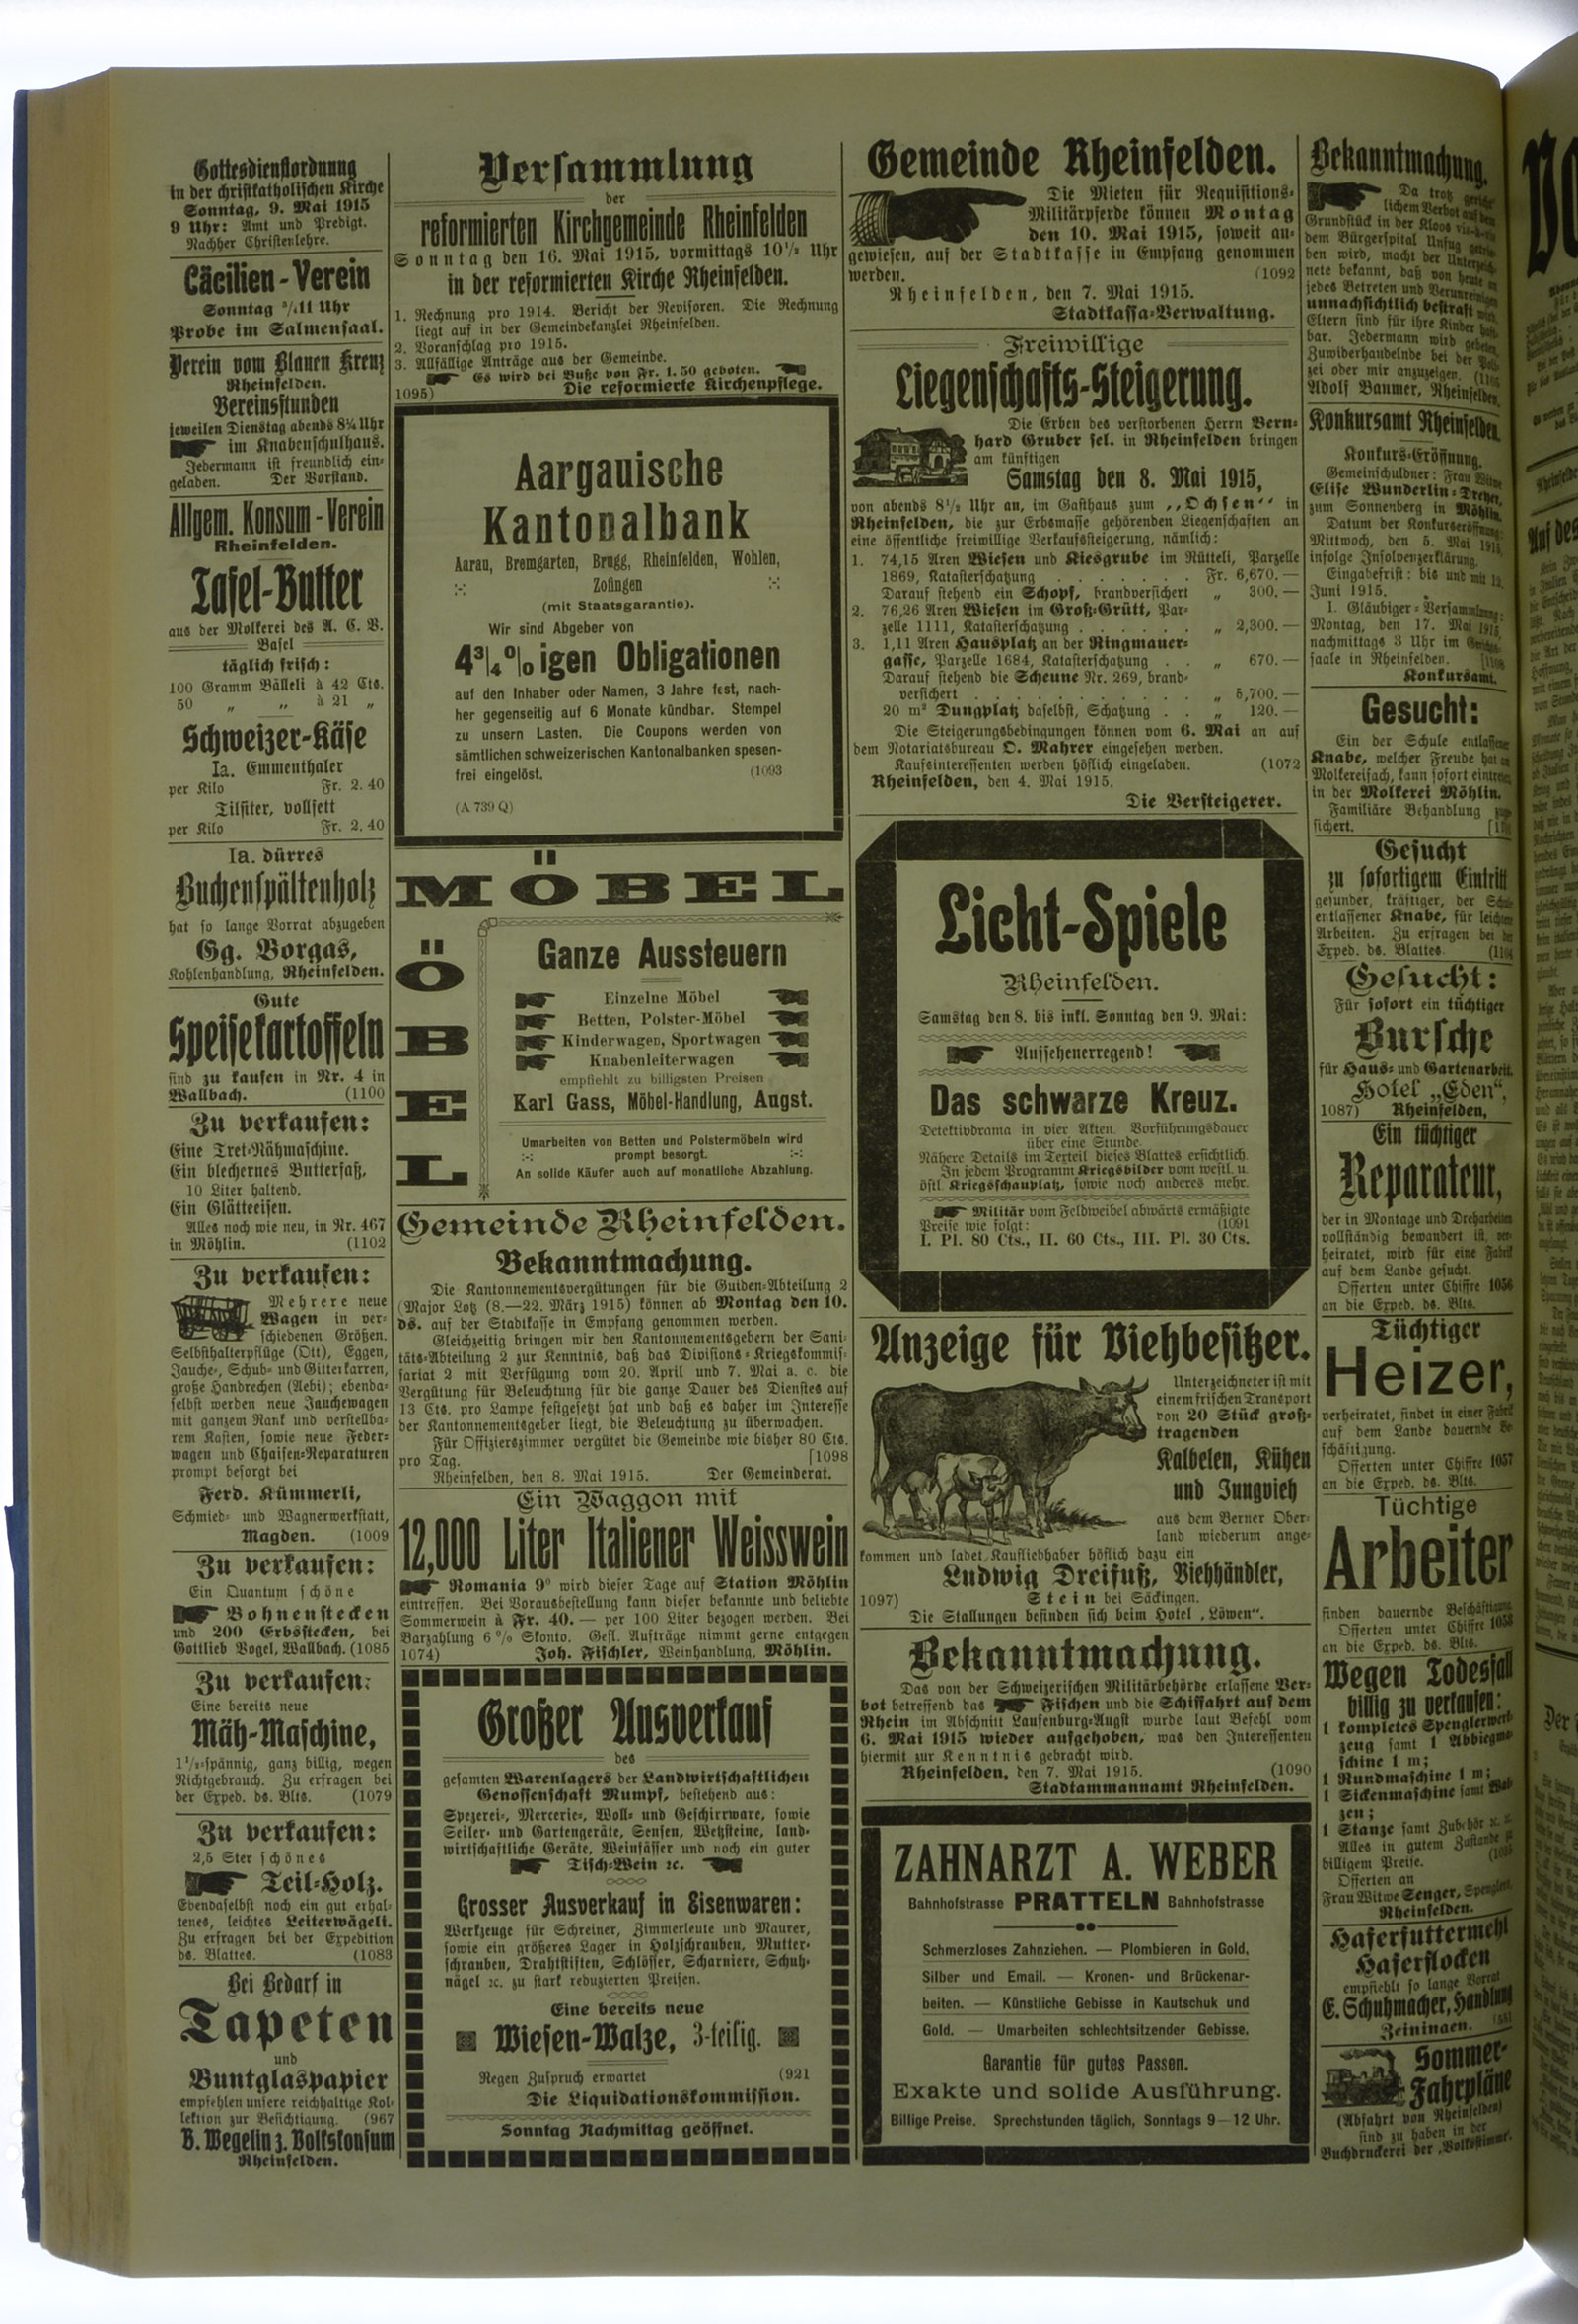 Gottesdienstordnung
in der christkatholischen Kirche
Sonntag, 9. Mai 1915
9 Uhr: Amt und Predigt.
Nachher Christenlehre.
Cäcilien-Verein
Sonntag ³/₄11 Uhr
Probe im Salmensaal.
Verein vom Blauen Kreuz
Rheinfelden.
Vereinsstunden
jeweilen Dienstag abends 8¼ Uhr
im Knabenschulhaus.
Jedermann ist freundlich ein-
geladen. Der Vorstand.
Allgem. Konsum-Verein
Rheinfelden.
Tafel-Butter
aus der Molkerei des A. C. V.
Basel
täglich frisch:
100 Gramm Bälleli à 42 Cts.
50 „ „ à 21 „
Schweizer-Käse
Ia. Emmenthaler
per Kilo Fr. 2.40
Tilsiter, vollfett
per Kilo Fr. 2.40
Ia. dürres
Buchenspältenholz
hat so lange Vorrat abzugeben
Gg. Borgas,
Kohlenhandlung, Rheinfelden.
Gute
Speisekartoffeln
sind zu kaufen in Nr. 4 in
Wallbach. (1100
Zu verkaufen:
Eine Tret-Nähmaschine.
Ein blechernes Butterfaß,
10 Liter haltend.
Ein Glätteeisen.
Alles noch wie neu, in Nr. 467
in Möhlin. (1102
Zu verkaufen:
Mehrere neue
Wagen in ver-
schiedenen Größen.
Selbsthalterpflüge (Ott), Eggen,
Jauche-, Schub- und Gitterkarren,
große Handrechen (Aebi); ebenda-
selbst werden neue Jauchewagen
mit ganzem Rank und verstellba-
rem Kasten, sowie neue Feder-
wagen und Chaisen-Reparaturen
prompt besorgt bei
Ferd. Kümmerli,
Schmied- und Wagnerwerkstatt,
Magden. (1009
Zu verkaufen:
Ein Quantum schöne
Bohnenstecken
und 200 Erbsstecken, bei
Gottlieb Vogel, Wallbach. (1085
Zu verkaufen:
Eine bereits neue
Mäh-Maschine,
1¹/₂-spännig, ganz billig, wegen
Nichtgebrauch. Zu erfragen bei
der Exped. ds. Blts. (1079
Zu verkaufen:
2,5 Ster schönes
Teil-Holz.
Ebendaselbst noch ein gut erhal-
tenes, leichtes Leiterwägeli.
Zu erfragen bei der Expedition
ds. Blattes. (1083
Bei Bedarf in
Tapeten
und
Buntglaspapier
empfehlen unsere reichhaltige Kol-
lektion zur Besichtigung. (967
B. Wegelin z. Volkskonsum
Rheinfelden.
Versammlung
der
reformierten Kirchgemeinde Rheinfelden
Sonntag den 16. Mai 1915, vormittags 10¹/₂ Uhr
in der reformierten Kirche Rheinfelden.
1. Rechnung pro 1914. Bericht der Revisoren. Die Rechnung
liegt auf in der Gemeindekanzlei Rheinfelden.
2. Voranschlag pro 1915.
3. Allfällige Anträge aus der Gemeinde.
Es wird bei Buße von Fr. 1.50 geboten.
1095) Die reformierte Kirchenpflege.
Aargauische
Kantonalbank
Aarau, Bremgarten, Brugg, Rheinfelden, Wohlen,
Zofingen
(mit Staatsgarantie).
Wir sind Abgeber von
4³/₄%igen Obligationen
auf den Inhaber oder Namen, 3 Jahre fest, nach-
her gegenseitig auf 6 Monate kündbar. Stempel
zu unsern Lasten. Die Coupons werden von
sämtlichen schweizerischen Kantonalbanken spesen-
frei eingelöst. (1093
(A 739 Q)
MÖBEL
ÖBEL
Ganze Aussteuern
Einzelne Möbel
Betten, Polster-Möbel
Kinderwagen, Sportwagen
Knabenleiterwagen
empfiehlt zu billigsten Preisen
Karl Gass, Möbel-Handlung, Augst.
Umarbeiten von Betten und Polstermöbeln wird
:-: prompt besorgt. :-:
An solide Käufer auch auf monatliche Abzahlung.
Gemeinde Rheinfelden.
Bekanntmachung.
Die Kantonnementsvergütungen für die Guiden-Abteilung 2
(Major Lotz (8.—22. März 1915) können ab Montag den 10.
ds. auf der Stadtkasse in Empfang genommen werden.
Gleichzeitig bringen wir den Kantonnementsgebern der Sani-
täts-Abteilung 2 zur Kenntnis, daß das Divisions-Kriegskommis-
sariat 2 mit Verfügung vom 20. April und 7. Mai a. c. die
Vergütung für Beleuchtung für die ganze Dauer des Dienstes auf
13 Cts. pro Lampe festgesetzt hat und daß es daher im Interesse
der Kantonnementsgeber liegt, die Beleuchtung zu überwachen.
Für Offizierszimmer vergütet die Gemeinde wie bisher 80 Cts.
pro Tag. [1098
Rheinfelden, den 8. Mai 1915. Der Gemeinderat.
Ein Waggon mit
12,000 Liter Italiener Weisswein
Romania 9° wird dieser Tage auf Station Möhlin
eintreffen. Bei Vorausbestellung kann dieser bekannte und beliebte
Sommerwein à Fr. 40.— per 100 Liter bezogen werden. Bei
Barzahlung 6% Skonto. Gefl. Aufträge nimmt gerne entgegen
1074) Joh. Fischler, Weinhandlung, Möhlin.
Großer Ausverkauf
des
gesamten Warenlagers der Landwirtschaftlichen
Genossenschaft Mumpf, bestehend aus:
Spezerei-, Mercerie-, Woll- und Geschirrware, sowie
Seiler- und Gartengeräte, Sensen, Wetzsteine, land-
wirtschaftliche Geräte, Weinfässer und noch ein guter
Tisch-Wein ꝛc.
Grosser Ausverkauf in Eisenwaren:
Werkzeuge für Schreiner, Zimmerleute und Maurer,
sowie ein größeres Lager in Holzschrauben, Mutter-
schrauben, Drahtstiften, Schlösser, Scharniere, Schuh-
nägel ꝛc. zu stark reduzierten Preisen.
Eine bereits neue
Wiesen-Walze, 3-teilig.
Regen Zuspruch erwartet (921
Die Liquidationskommission.
Sonntag Nachmittag geöffnet.
Gemeinde Rheinfelden.
Die Mieten für Requisitions-
Militärpferde können Montag
den 10. Mai 1915, soweit an-
gewiesen, auf der Stadtkasse in Empfang genommen
werden. (1092
Rheinfelden, den 7. Mai 1915.
Stadtkassa-Verwaltung.
Freiwillige
Liegenschafts-Steigerung.
Die Erben des verstorbenen Herrn Bern-
hard Gruber sel. in Rheinfelden bringen
am künftigen
Samstag den 8. Mai 1915,
von abends 8¹/₂ Uhr an, im Gasthaus zum „Ochsen“ in
Rheinfelden, die zur Erbsmasse gehörenden Liegenschaften an
eine öffentliche freiwillige Verkaufssteigerung, nämlich:
1. 74,15 Aren Wiesen und Kiesgrube im Rütteli, Parzelle
1869, Katasterschatzung . . . . . . . Fr. 6,670.—
Darauf stehend ein Schopf, brandversichert „ 300.—
2. 76,26 Aren Wiesen im Groß-Grütt, Par-
zelle 1111, Katasterschatzung . . . . . . „ 2,300.—
3. 1,11 Aren Hausplatz an der Ringmauer-
gasse, Parzelle 1684, Katasterschatzung . . „ 670.—
Darauf stehend die Scheune Nr. 269, brand-
versichert . . . . . . . . . . . „ 5,700.—
20 m² Dungplatz daselbst, Schatzung . . „ 120.—
Die Steigerungsbedingungen können vom 6. Mai an auf
dem Notariatsbureau O. Mahrer eingesehen werden.
Kaufsinteressenten werden höflich eingeladen. (1072
Rheinfelden, den 4. Mai 1915.
Die Versteigerer.
Licht-Spiele
Rheinfelden.
Samstag den 8. bis inkl. Sonntag den 9. Mai:
Aufsehenerregend!
Das schwarze Kreuz.
Detektivdrama in vier Akten. Vorführungsdauer
über eine Stunde.
Nähere Details im Texteil dieses Blattes ersichtlich.
In jedem Programm Kriegsbilder vom westl. u.
östl. Kriegsschauplatz, sowie noch anderes mehr.
Militär vom Feldweibel abwärts ermäßigte
Preise wie folgt: (1091
I. Pl. 80 Cts., II. 60 Cts., III. Pl. 30 Cts.
Anzeige für Viehbesitzer.
Unterzeichneter ist mit
einem frischen Transport
von 20 Stück groß-
tragenden
Kalbelen, Kühen
und Jungvieh
aus dem Berner Ober-
land wiederum ange-
kommen und ladet Kaufliebhaber höflich dazu ein
Ludwig Dreifuß, Viehhändler,
1097) Stein bei Säckingen.
Die Stallungen befinden sich beim Hotel „Löwen“.
Bekanntmachung.
Das von der Schweizerischen Militärbehörde erlassene Ver-
bot betreffend das Fischen und die Schiffahrt auf dem
Rhein im Abschnitt Laufenburg-Augst wurde laut Befehl vom
6. Mai 1915 wieder aufgehoben, was den Interessenten
hiermit zur Kenntnis gebracht wird.
Rheinfelden, den 7. Mai 1915. (1090
Stadtammannamt Rheinfelden.
ZAHNARZT A. WEBER
Bahnhofstrasse PRATTELN Bahnhofstrasse
Schmerzloses Zahnziehen. — Plombieren in Gold,
Silber und Email. — Kronen- und Brückenar-
beiten. — Künstliche Gebisse in Kautschuk und
Gold. — Umarbeiten schlechtsitzender Gebisse.
Garantie für gutes Passen.
Exakte und solide Ausführung.
Billige Preise. Sprechstunden täglich, Sonntags 9—12 Uhr.
Bekanntmachung.
Da trotz gericht-
lichem Verbot auf dem
Grundstück in der Kloos vis-à-vis
dem Bürgerspital Unfug getrie-
ben wird, macht der Unterzeich-
nete bekannt, daß von heute an
jedes Betreten und Verunreinigen
unnachsichtlich bestraft wird.
Eltern sind für ihre Kinder haft-
bar. Jedermann wird gebeten,
Zuwiderhandelnde bei der Poli-
zei oder mir anzuzeigen.
Adolf Baumer, Rheinfelden.
Konkursamt Rheinfelden.
Konkurs-Eröffnung.
Gemeinschuldner: Frau Witwe
Elise Wunderlin-Dreyer,
zum Sonnenberg in Möhlin.
Datum der Konkurseröffnung:
Mittwoch, den 5. Mai 1915,
infolge Insolvenzerklärung.
Eingabefrist: bis und mit 12.
Juni 1915.
1. Gläubiger-Versammlung:
Montag, den 17. Mai 1915,
nachmittags 3 Uhr im Gerichts-
saale in Rheinfelden.
Konkursamt.
Gesucht:
Ein der Schule entlassener
Knabe, welcher Freude hat am
Molkereifach, kann sofort eintreten
in der Molkerei Möhlin.
Familiäre Behandlung zuge-
sichert.
Gesucht
zu sofortigem Eintritt
gesunder, kräftiger, der Schule
entlassener Knabe, für leichtere
Arbeiten. Zu erfragen bei der
Exped. ds. Blattes. (1104
Gesucht:
Für sofort ein tüchtiger
Bursche
für Haus- und Gartenarbeit.
Hotel „Eden“,
1087) Rheinfelden,
Ein tüchtiger
Reparateur,
der in Montage und Dreharbeiten
vollständig bewandert ist, ver-
heiratet, wird für eine Fabrik
auf dem Lande gesucht.
Offerten unter Chiffre 1056
an die Exped. ds. Blts.
Tüchtiger
Heizer,
verheiratet, findet in einer Fabrik
auf dem Lande dauernde Be-
schäftigung.
Offerten unter Chiffre 1057
an die Exped. ds. Blts.
Tüchtige
Arbeiter
finden dauernde Beschäftigung
Offerten unter Chiffre 1058
an die Exped. ds. Blts.
Wegen Todesfall
billig zu verkaufen:
1 komplettes Spenglerwerk-
zeug samt 1 Abbiegma-
schine 1 m;
1 Rundmaschine 1 m;
1 Sickenmaschine samt Wal-
zen;
1 Stanze samt Zubehör ꝛc. ꝛc.
Alles in gutem Zustande zu
billigem Preise.
Offerten an
Frau Witwe Senger, Spenglerei,
Rheinfelden.
Haferfuttermehl
Haferflocken
empfiehlt so lange Vorrat
E. Schuhmacher, Handlung
Zeiningen.
Sommer-
Fahrpläne
(Abfahrt von Rheinfelden)
sind zu haben in der
Buchdruckerei der „Volksstimme“.